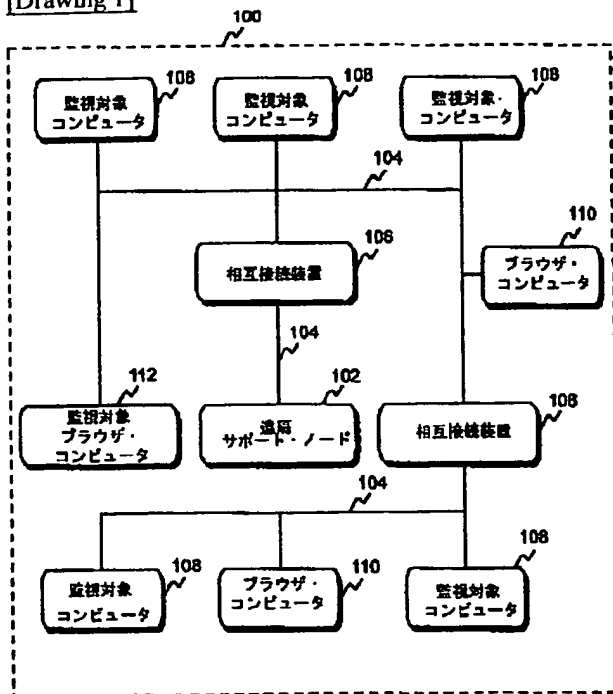 [Drawing 1]
100
108
108
108
監視対象
コンピュータ
監視対象
コンピュータ
監視対象・
コンピュータ
104
106
110
相互接続装置
ブラウザ・
コンピュータ
104
112
102
106
監視対象
ブラウザ・
コンピュータ
遠隔
サポート・ノード
相互接続装置
104
108
110
108
監視対象
コンピュータ
ブラウザ・
コンピュータ
監視対象
コンピュータ